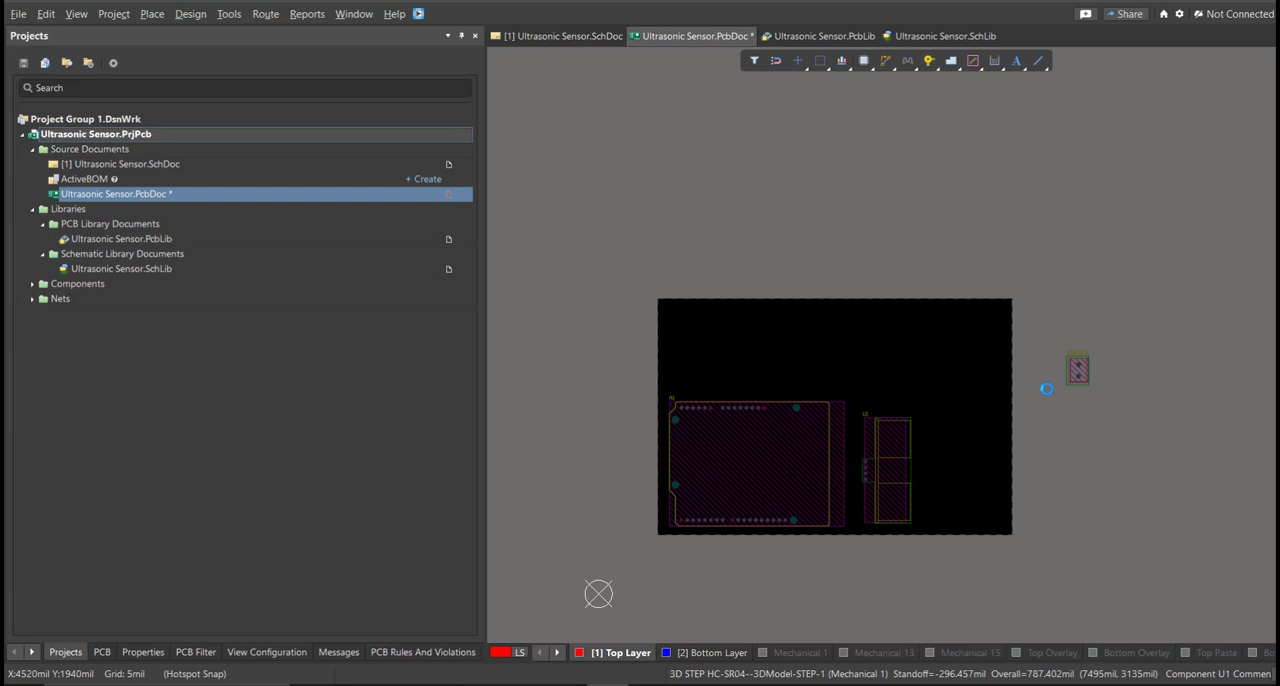 File Edit View Project Place Design Tools Route Reports Window Help Share Not Connected
Projects
[1] Ultrasonic Sensor.SchDoc Ultrasonic Sensor.PcbDoc * Ultrasonic Sensor.PcbLib Ultrasonic Sensor.SchLib
Search
Project Group 1.DsnWrk
Ultrasonic Sensor.PrjPcb
Source Documents
[1] Ultrasonic Sensor.SchDoc
ActiveBOM + Create
Ultrasonic Sensor.PcbDoc *
Libraries
PCB Library Documents
Ultrasonic Sensor.PcbLib
Schematic Library Documents
Ultrasonic Sensor.SchLib
Components
Nets
Projects PCB Properties PCB Filter View Configuration Messages PCB Rules And Violations
LS [1] Top Layer [2] Bottom Layer Mechanical 1 Mechanical 13 Mechanical 15 Top Overlay Bottom Overlay Top Paste Bo
X:4520mil Y:1940mil Grid: 5mil (Hotspot Snap)
3D STEP HC-SR04--3DModel-STEP-1 (Mechanical 1) Standoff=-296.457mil Overall=787.402mil (7495mil, 3135mil) Component U1 Commen